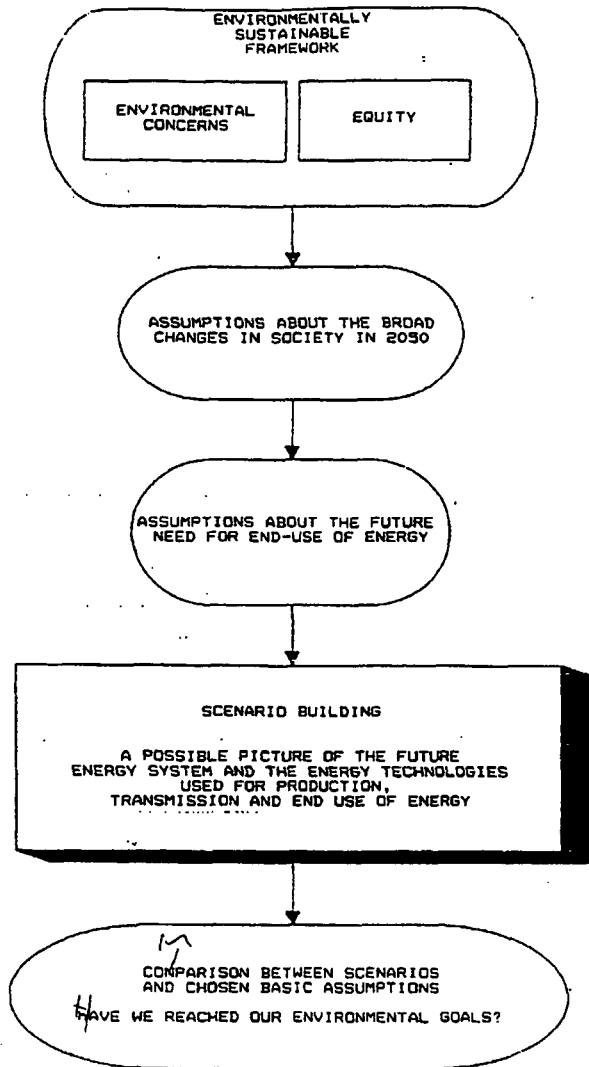 ENVIRONMENTALLY
SUSTAINABLE
FRAMEWORK
ENVIRONMENTAL
CONCERNS
EQUITY
ASSUMPTIONS ABOUT THE BROAD
CHANGES IN SOCIETY IN 2030
ASSUMPTIONS ABOUT THE FUTURE
NEED FOR END-USE OF ENERGY
SCENARIO BUILDING
A POSSIBLE PICTURE OF THE FUTURE
ENERGY SYSTEM AND THE ENERGY TECHNOLOGIES
USED FOR PRODUCTION,
TRANSMISSION AND END USE OF ENERGY
m
CONPARISON BETWEEN SCENARIOS
AND CHOSEN BASIC ASSUMPTIONS
HAVE WE REACHED OUR ENVIRONMENTAL GOALS?